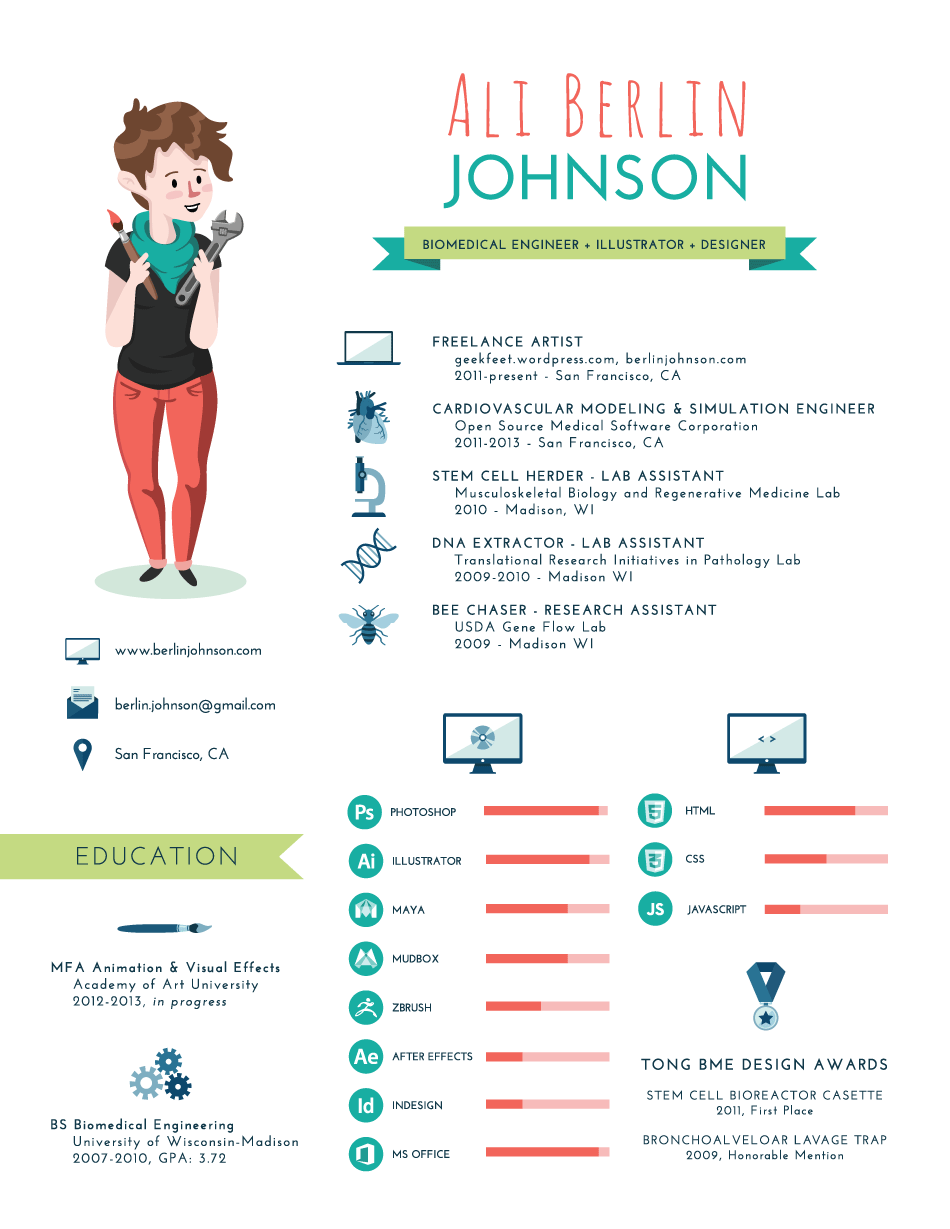 ALI BERLIN
JOHNSON
BIOMEDICAL ENGINEER + ILLUSTRATOR + DESIGNER
FREELANCE ARTIST
geekfeet.wordpress.com, berlinjohnson.com
2011-present - San Francisco, CA
CARDIOVASCULAR MODELING & SIMULATION ENGINEER
Open Source Medical Software Corporation
2011-2013 - San Francisco, CA
STEM CELL HERDER - LAB ASSISTANT
Musculoskeletal Biology and Regenerative Medicine Lab
2010 - Madison, WI
DNA EXTRACTOR - LAB ASSISTANT
Translational Research Initiatives in Pathology Lab
2009-2010 - Madison WI
BEE CHASER - RESEARCH ASSISTANT
USDA Gene Flow Lab
2009 - Madison WI
www.berlinjohnson.com
berlin.johnson@gmail.com
San Francisco, CA
EDUCATION
MFA Animation & Visual Effects
Academy of Art University
2012-2013, in progress
BS Biomedical Engineering
University of Wisconsin-Madison
2007-2010, GPA: 3.72
Ps PHOTOSHOP
Ai ILLUSTRATOR
MAYA
MUDBOX
ZBRUSH
Ae AFTER EFFECTS
Id INDESIGN
MS OFFICE
< >
5 HTML
3 CSS
JS JAVASCRIPT
TONG BME DESIGN AWARDS
STEM CELL BIOREACTOR CASETTE
2011, First Place
BRONCHOALVELOAR LAVAGE TRAP
2009, Honorable Mention